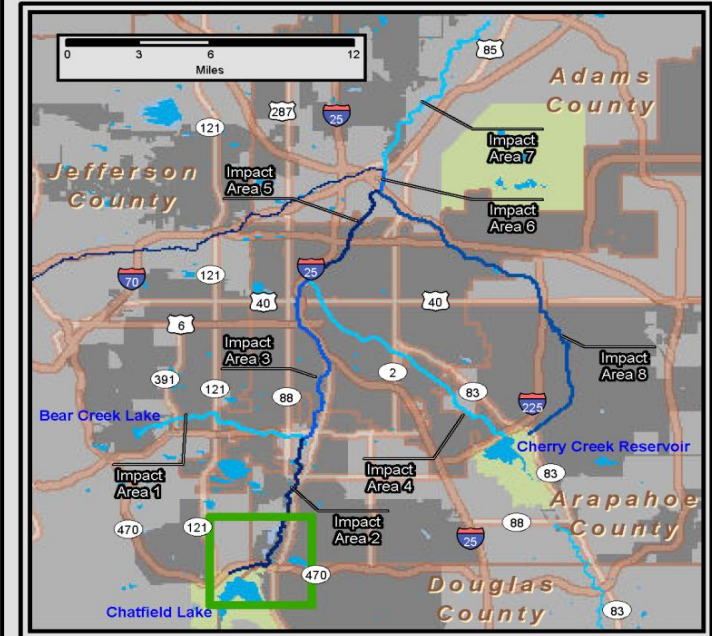 0 3 6 12
Miles
85
Adams
County
287
25
121
Impact
Area 7
Jefferson
County
Impact
Area 5
Impact
Area 6
70
121
25
40
40
6
Impact
Area 3
Impact
Area 8
391
121
88
2
83
225
Bear Creek Lake
Cherry Creek Reservoir
Impact
Area 1
Impact
Area 4
83
Arapahoe
County
470
121
Impact
Area 2
88
25
470
Douglas
County
Chatfield Lake
83